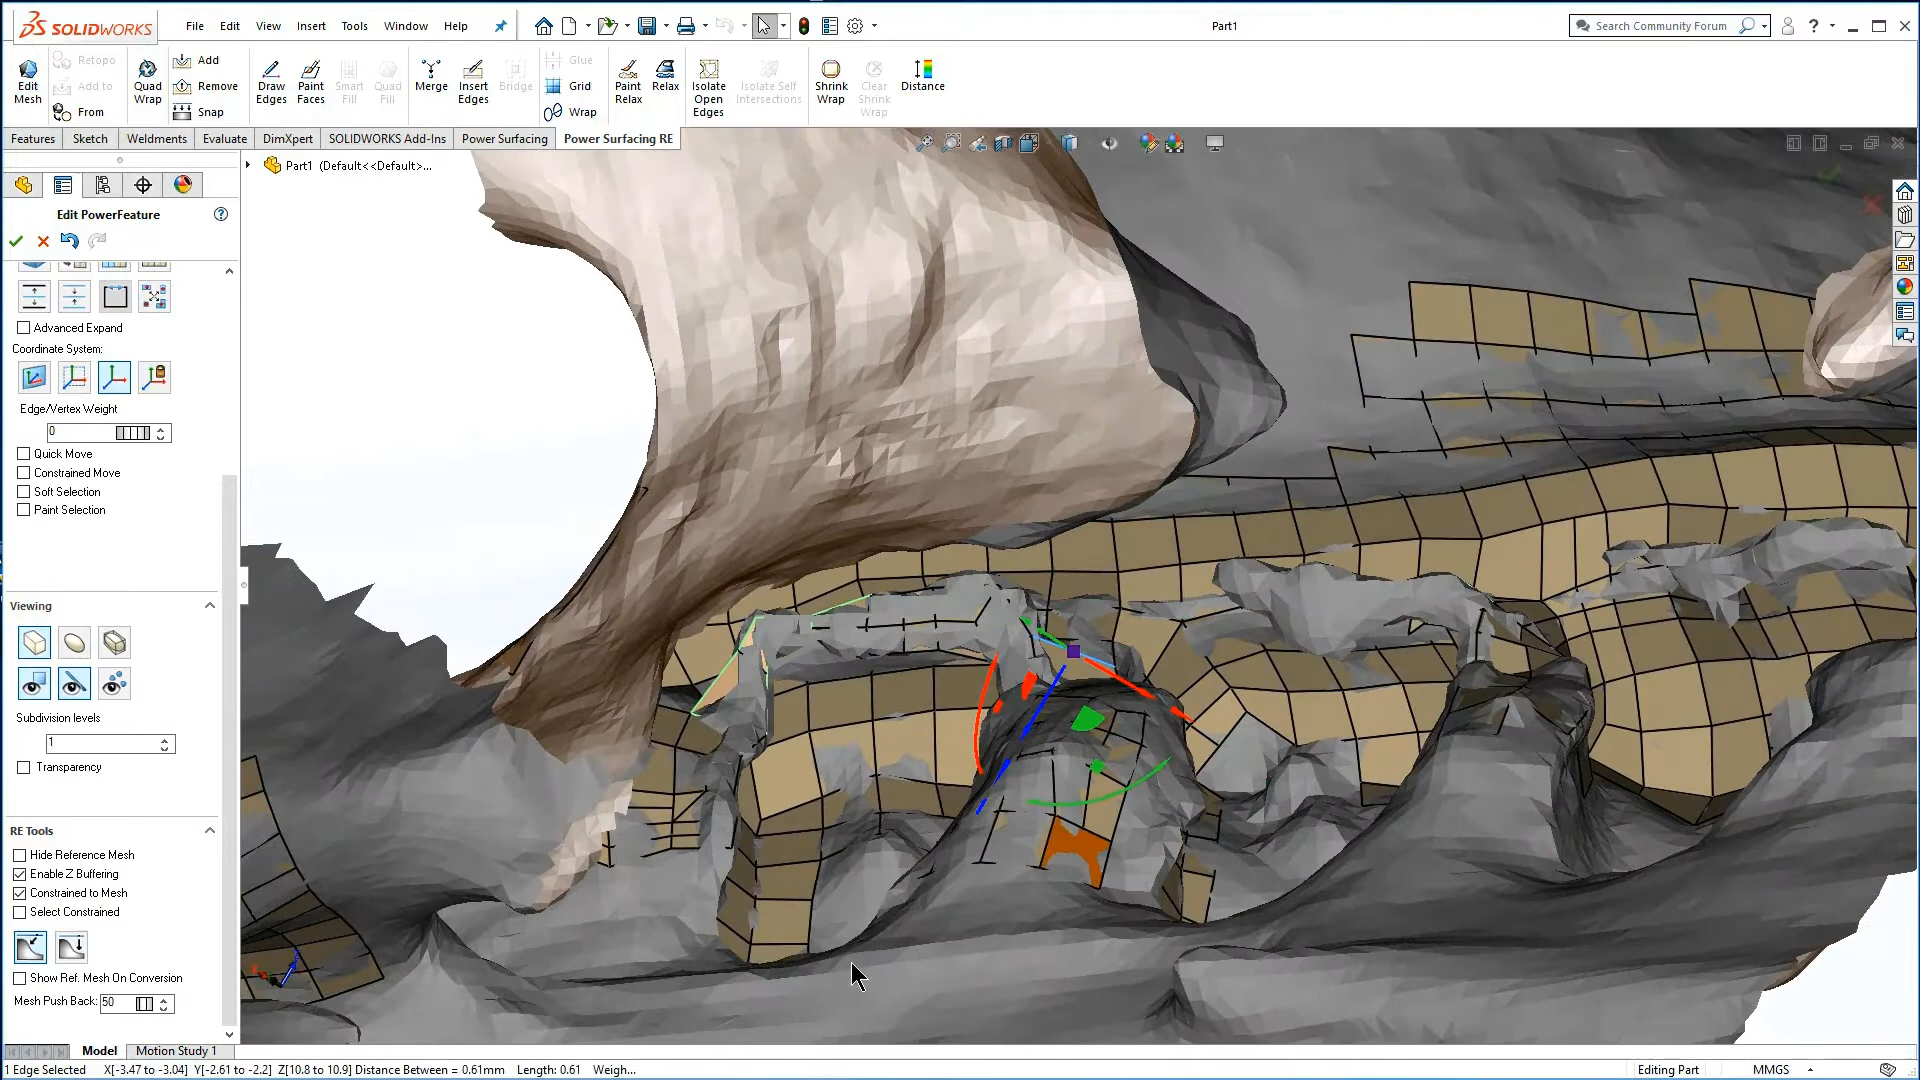 SOLIDWORKS
File Edit View Insert Tools Window Help
Part1
Search Community Forum
?
Edit Mesh
Retopo
Add to
From
Quad Wrap
Add
Remove
Snap
Draw Edges
Paint Faces
Smart Fill
Quad Fill
Merge
Insert Edges
Bridge
Glue
Grid
Wrap
Paint Relax
Relax
Isolate Open Edges
Isolate Self Intersections
Shrink Wrap
Clear Shrink Wrap
Distance
Features Sketch Weldments Evaluate DimXpert SOLIDWORKS Add-Ins Power Surfacing Power Surfacing RE
Part1 (Default<<Default>...
Edit PowerFeature
?
Advanced Expand
Coordinate System:
Edge/Vertex Weight
0
Quick Move
Constrained Move
Soft Selection
Paint Selection
Viewing
Subdivision levels
1
Transparency
RE Tools
Hide Reference Mesh
Enable Z Buffering
Constrained to Mesh
Select Constrained
Show Ref. Mesh On Conversion
Mesh Push Back: 50
Model Motion Study 1
1 Edge Selected X[-3.47 to -3.04] Y[-2.61 to -2.2] Z[10.8 to 10.9] Distance Between = 0.61mm Length: 0.61 Weigh...
Editing Part
MMGS